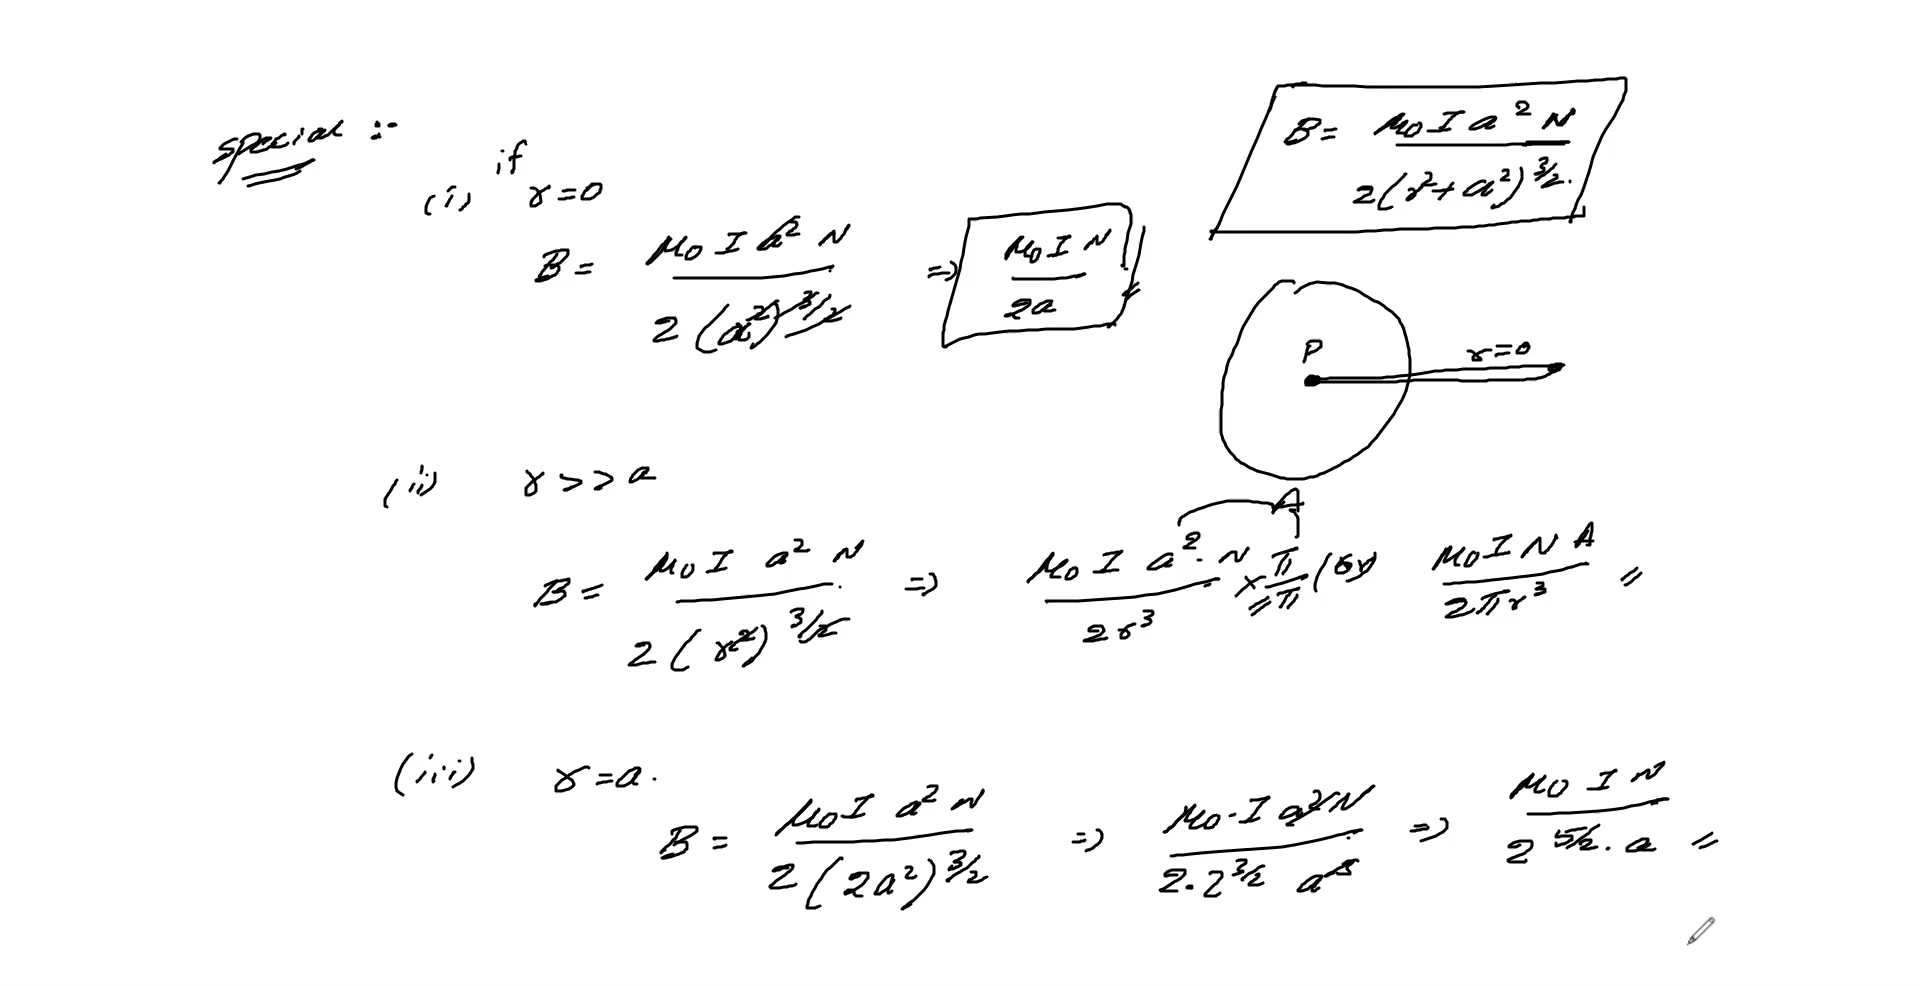 special :-
B = μ₀ I a² N / 2(r² + a²)^3/2.
(i) if r = 0
B = μ₀ I a² N / 2 (a²)^3/2 => μ₀ I N / 2a
P r = 0
(ii) r >> a
A
B = μ₀ I a² N / 2 (r²)^3/2 => μ₀ I a². N / 2r³ × π/π (or) μ₀ I N A / 2πr³ //
(iii) r = a.
B = μ₀ I a² N / 2 (2a²)^3/2 => μ₀ · I a² N / 2 · 2^3/2 a³ => μ₀ I N / 2^5/2 · a //